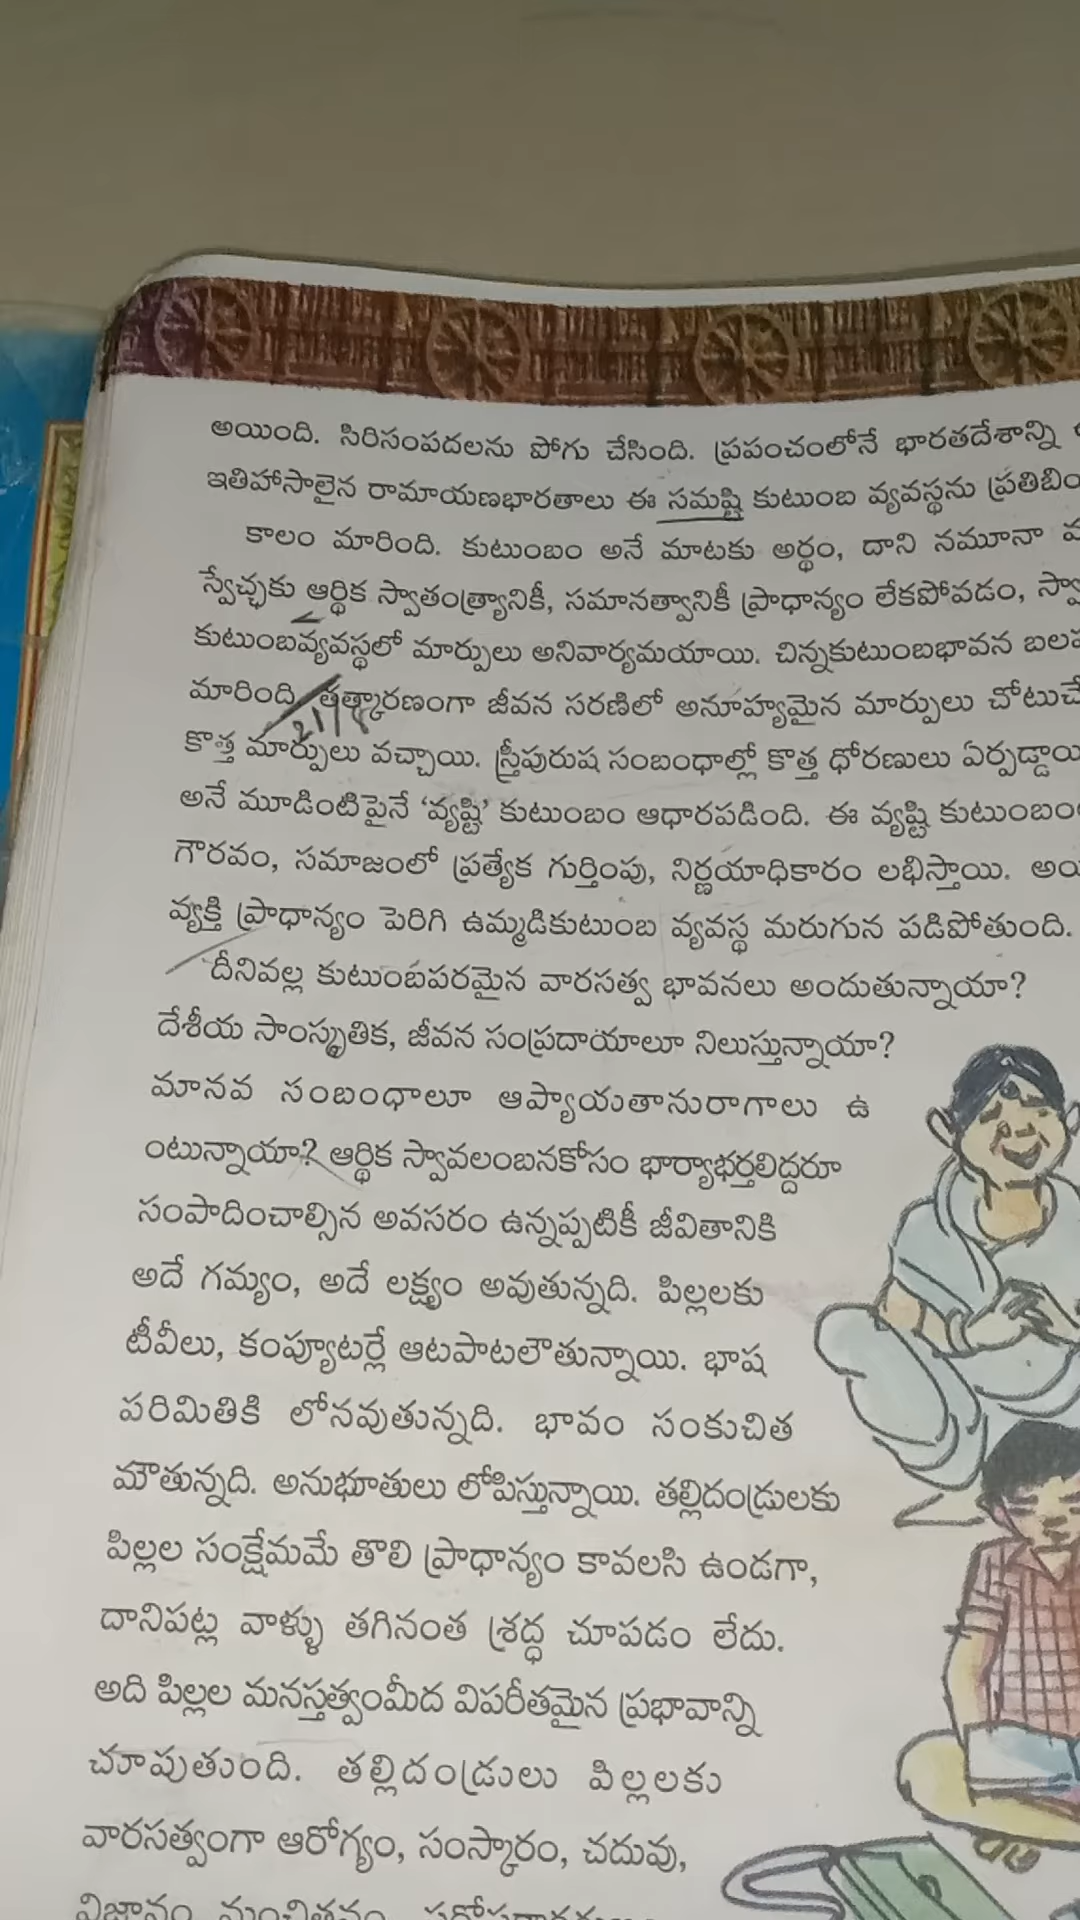 అయింది. సిరిసంపదలను పోగు చేసింది. ప్రపంచంలోనే భారతదేశాన్ని
ఇతిహాసాలైన రామాయణభారతాలు ఈ సమష్టి కుటుంబ వ్యవస్థను
కాలం మారింది. కుటుంబం అనే మాటకు అర్థం, దాని నమూనా
స్వేచ్ఛకు ఆర్థిక స్వాతంత్ర్యానికీ, సమానత్వానికీ ప్రాధాన్యం లేకపోవడం,
కుటుంబవ్యవస్థలో మార్పులు అనివార్యమయాయి. చిన్నకుటుంబభావన
మారింది. తత్కారణంగా జీవన సరణిలో అనూహ్యమైన మార్పులు
21/8
కొత్త మార్పులు వచ్చాయి. స్త్రీపురుష సంబంధాల్లో కొత్త ధోరణులు
అనే మూడింటిపైనే ‘వ్యష్టి’ కుటుంబం ఆధారపడింది. ఈ వ్యష్టి
గౌరవం, సమాజంలో ప్రత్యేక గుర్తింపు, నిర్ణయాధికారం లభిస్తాయి.
వ్యక్తి ప్రాధాన్యం పెరిగి ఉమ్మడికుటుంబ వ్యవస్థ మరుగున పడిపోతుంది.
దీనివల్ల కుటుంబపరమైన వారసత్వ భావనలు అందుతున్నాయా?
దేశీయ సాంస్కృతిక, జీవన సంప్రదాయాలూ నిలుస్తున్నాయా?
మానవ సంబంధాలూ ఆప్యాయతానురాగాలు ఉ
ంటున్నాయా? ఆర్థిక స్వావలంబనకోసం భార్యాభర్తలిద్దరూ
సంపాదించాల్సిన అవసరం ఉన్నప్పటికీ జీవితానికి
అదే గమ్యం, అదే లక్ష్యం అవుతున్నది. పిల్లలకు
టీవీలు, కంప్యూటర్లే ఆటపాటలౌతున్నాయి. భాష
పరిమితికి లోనవుతున్నది. భావం సంకుచిత
మౌతున్నది. అనుభూతులు లోపిస్తున్నాయి. తల్లిదండ్రులకు
పిల్లల సంక్షేమమే తొలి ప్రాధాన్యం కావలసి ఉండగా,
దానిపట్ల వాళ్ళు తగినంత శ్రద్ధ చూపడం లేదు.
అది పిల్లల మనస్తత్వంమీద విపరీతమైన ప్రభావాన్ని
చూపుతుంది. తల్లిదండ్రులు పిల్లలకు
వారసత్వంగా ఆరోగ్యం, సంస్కారం, చదువు,